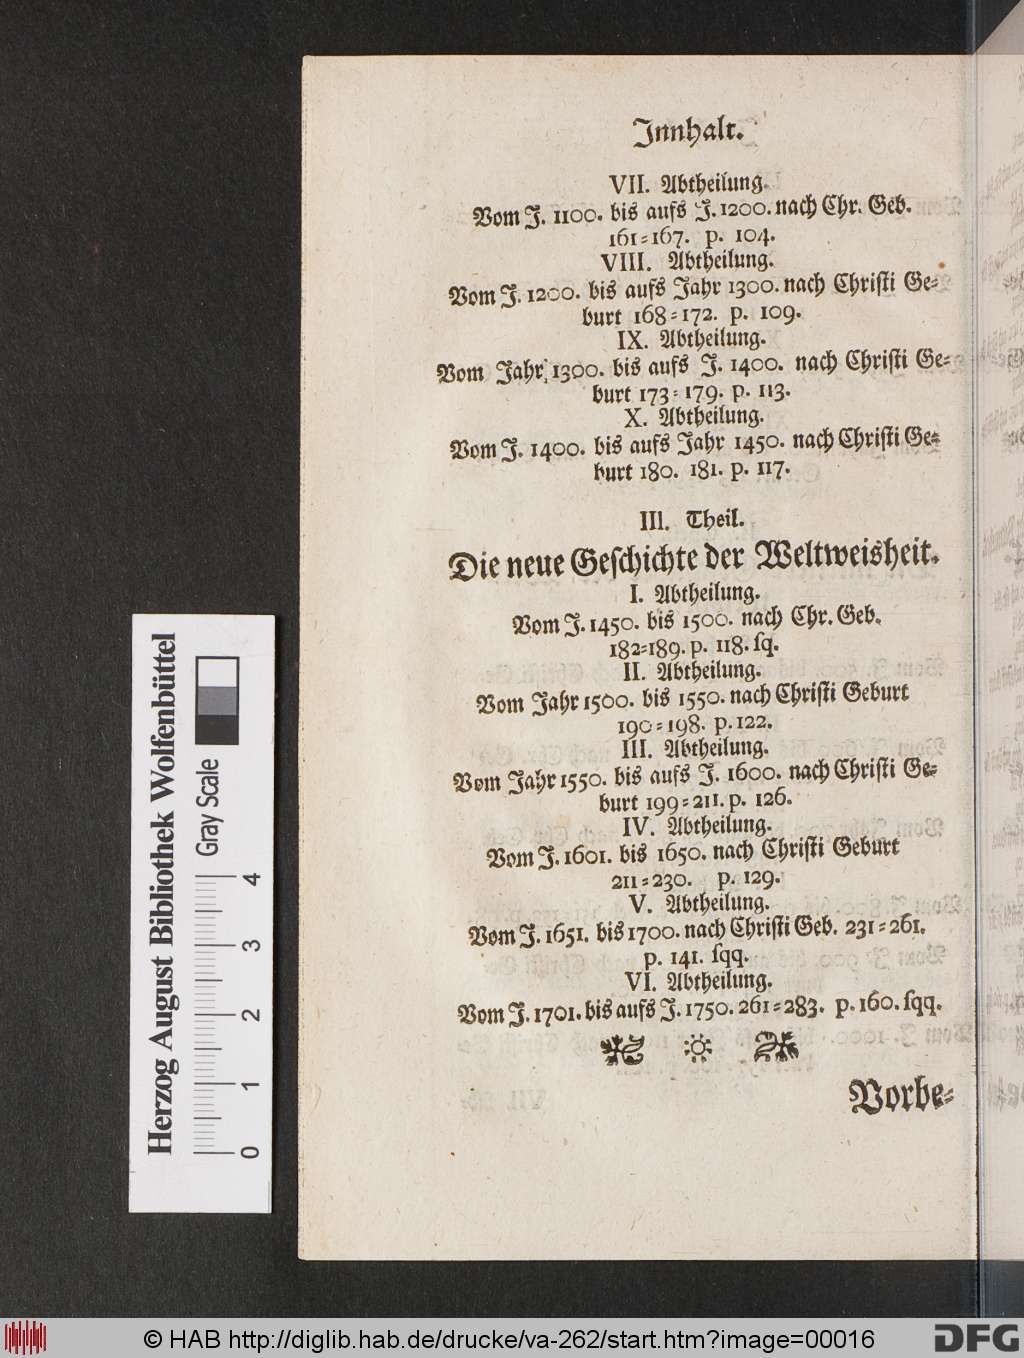 Innhalt.
VII. Abtheilung.
Vom J. 1100. bis aufs J. 1200. nach Chr. Geb.
161=167. p. 104.
VIII. Abtheilung.
Vom J. 1200. bis aufs Jahr 1300. nach Christi Ge-
burt 168=172. p. 109.
IX. Abtheilung.
Vom Jahr 1300. bis aufs J. 1400. nach Christi Ge-
burt 173=179. p. 113.
X. Abtheilung.
Vom J. 1400. bis aufs Jahr 1450. nach Christi Ge-
burt 180. 181. p. 117.
III. Theil.
Die neue Geschichte der Weltweisheit.
I. Abtheilung.
Vom J. 1450. bis 1500. nach Chr. Geb.
182=189. p. 118. sq.
II. Abtheilung.
Vom Jahr 1500. bis 1550. nach Christi Geburt
190=198. p. 122.
III. Abtheilung.
Vom Jahr 1550. bis aufs J. 1600. nach Christi Ge-
burt 199=211. p. 126.
IV. Abtheilung.
Vom J. 1601. bis 1650. nach Christi Geburt
211=230. p. 129.
V. Abtheilung.
Vom J. 1651. bis 1700. nach Christi Geb. 231=261.
p. 141. sqq.
VI. Abtheilung.
Vom J. 1701. bis aufs J. 1750. 261=283. p. 160. sqq.
Vorbe-
Herzog August Bibliothek Wolfenbüttel
Gray Scale
0 1 2 3 4
© HAB http://diglib.hab.de/drucke/va-262/start.htm?image=00016
DFG